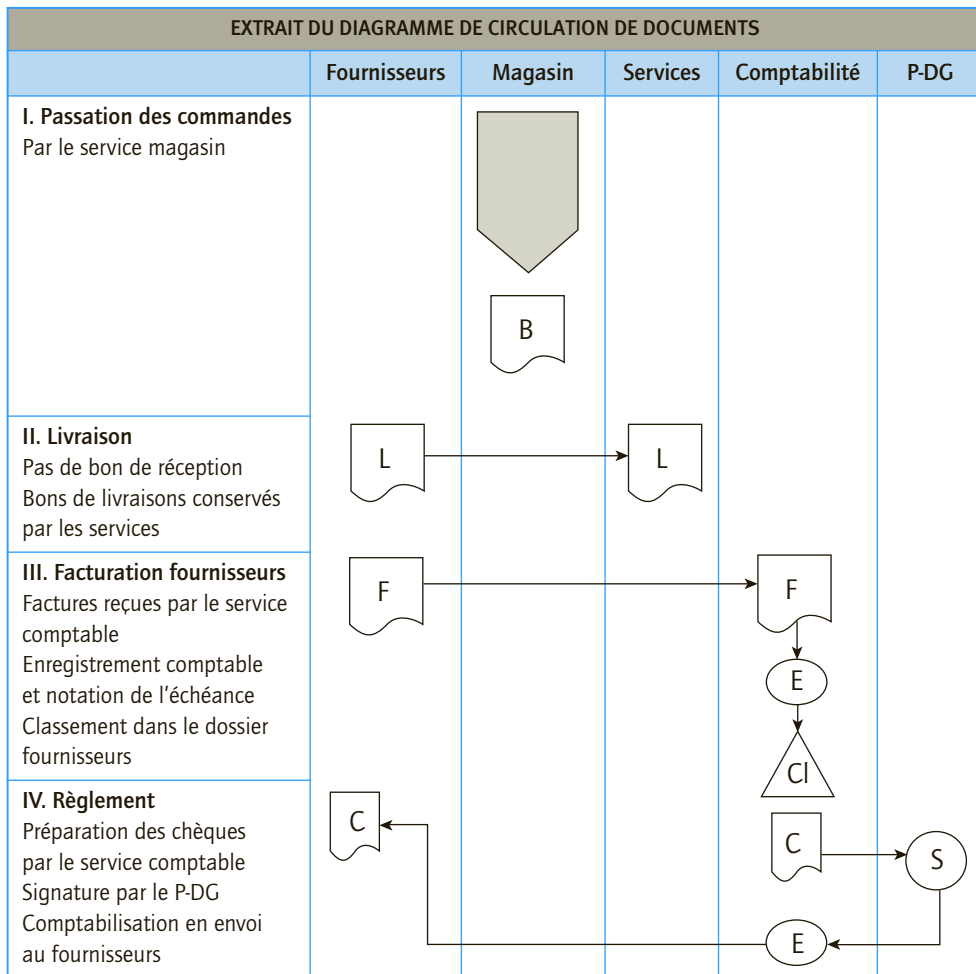 EXTRAIT DU DIAGRAMME DE CIRCULATION DE DOCUMENTS
Fournisseurs Magasin Services Comptabilité P-DG
I. Passation des commandes
Par le service magasin
B
II. Livraison
Pas de bon de réception
Bons de livraisons conservés
par les services
L L
III. Facturation fournisseurs
Factures reçues par le service
comptable
Enregistrement comptable
et notation de l'échéance
Classement dans le dossier
fournisseurs
F F
E
Cl
IV. Règlement
Préparation des chèques
par le service comptable
Signature par le P-DG
Comptabilisation en envoi
au fournisseurs
C C S
E